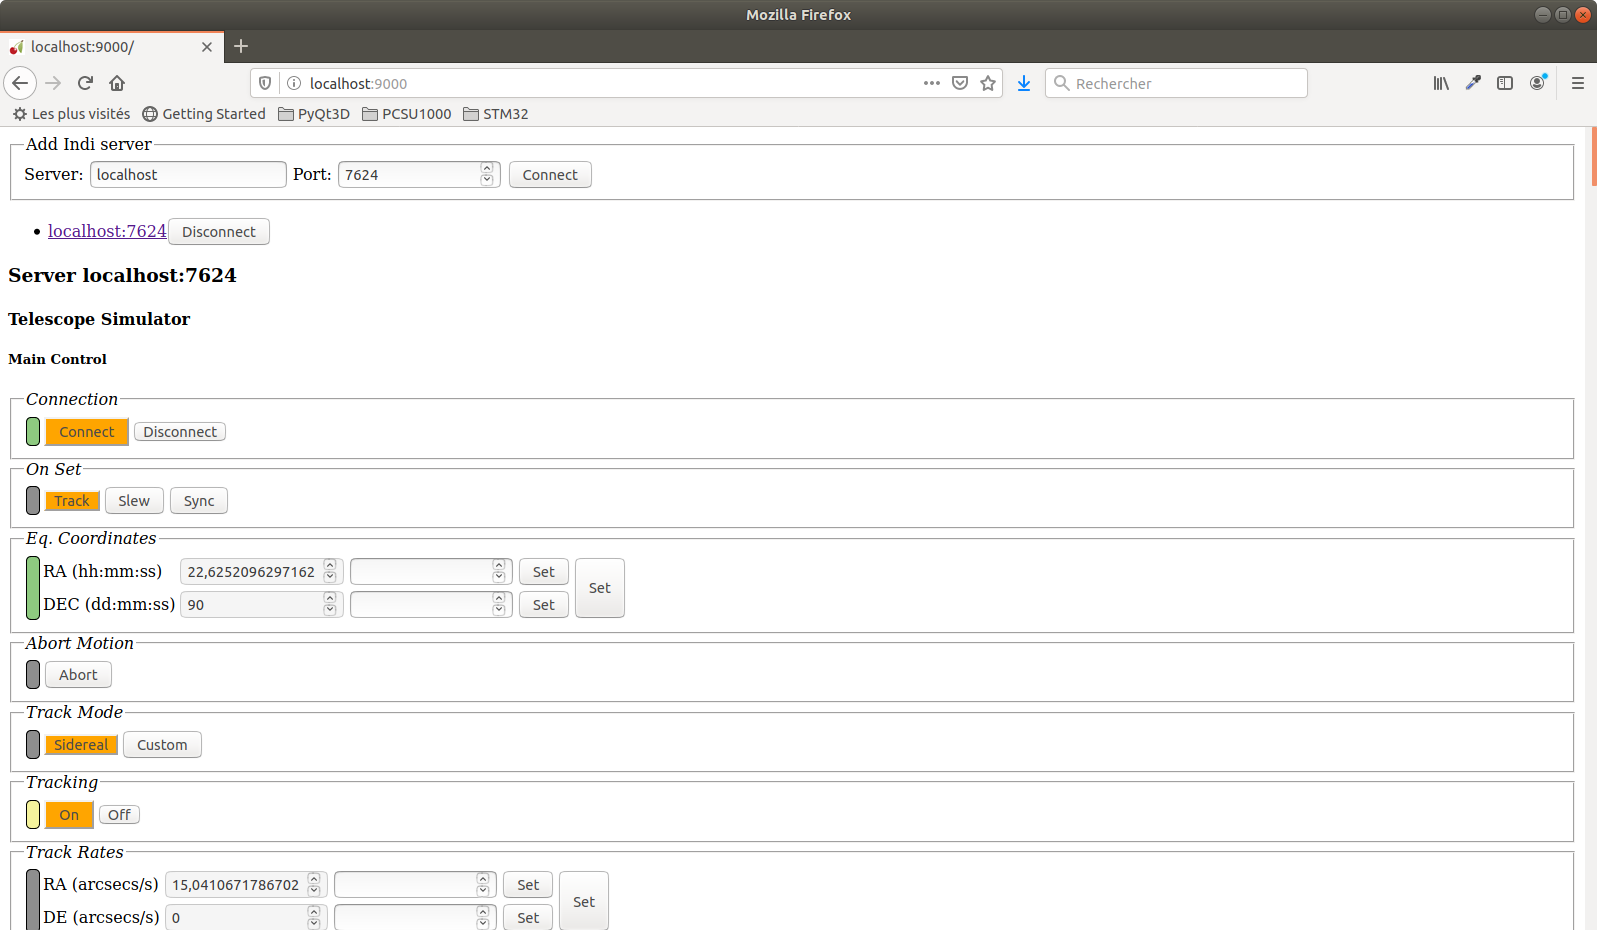 Mozilla Firefox
localhost:9000/
localhost:9000
Rechercher
Les plus visités Getting Started PyQt3D PCSU1000 STM32
Add Indi server
Server: localhost Port: 7624 Connect
localhost:7624 Disconnect
Server localhost:7624
Telescope Simulator
Main Control
Connection
Connect Disconnect
On Set
Track Slew Sync
Eq. Coordinates
RA (hh:mm:ss) 22,6252096297162 Set
Set
DEC (dd:mm:ss) 90 Set
Abort Motion
Abort
Track Mode
Sidereal Custom
Tracking
On Off
Track Rates
RA (arcsecs/s) 15,0410671786702 Set
Set
DE (arcsecs/s) 0 Set